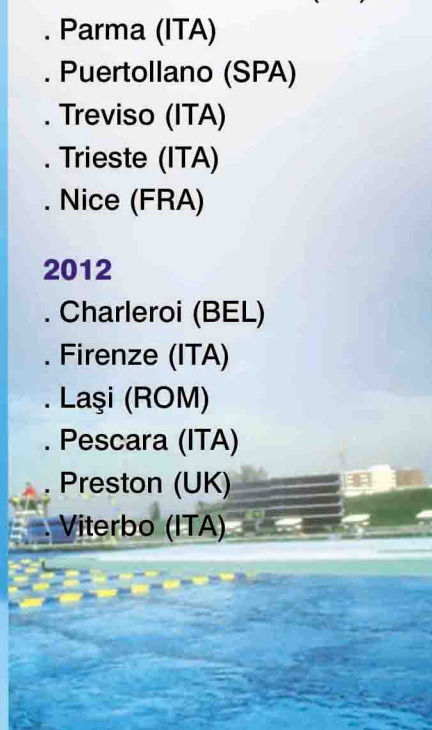 . Parma (ITA)
. Puertollano (SPA)
. Treviso (ITA)
. Trieste (ITA)
. Nice (FRA)
2012
. Charleroi (BEL)
. Firenze (ITA)
. Laşi (ROM)
. Pescara (ITA)
. Preston (UK)
. Viterbo (ITA)